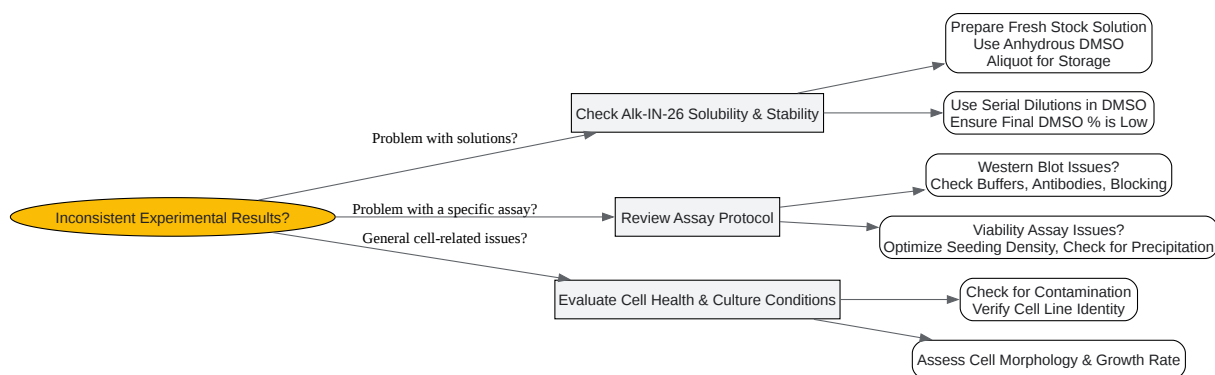 Prepare Fresh Stock Solution
Use Anhydrous DMSO
Aliquot for Storage
Check Alk-IN-26 Solubility & Stability
Use Serial Dilutions in DMSO
Ensure Final DMSO % is Low
Problem with solutions?
Western Blot Issues?
Check Buffers, Antibodies, Blocking
Inconsistent Experimental Results?
Problem with a specific assay?
Review Assay Protocol
General cell-related issues?
Viability Assay Issues?
Optimize Seeding Density, Check for Precipitation
Evaluate Cell Health & Culture Conditions
Check for Contamination
Verify Cell Line Identity
Assess Cell Morphology & Growth Rate